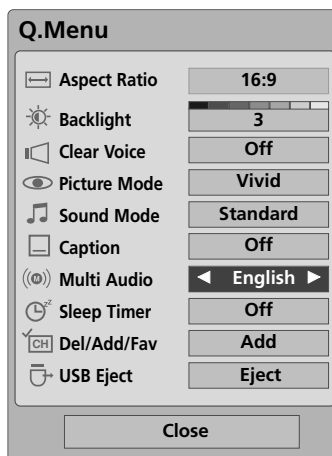 Q.Menu
Aspect Ratio 16:9
Backlight 3
Clear Voice Off
Picture Mode Vivid
Sound Mode Standard
Caption Off
Multi Audio ◀ English ▶
Sleep Timer Off
CH Del/Add/Fav Add
USB Eject Eject
Close